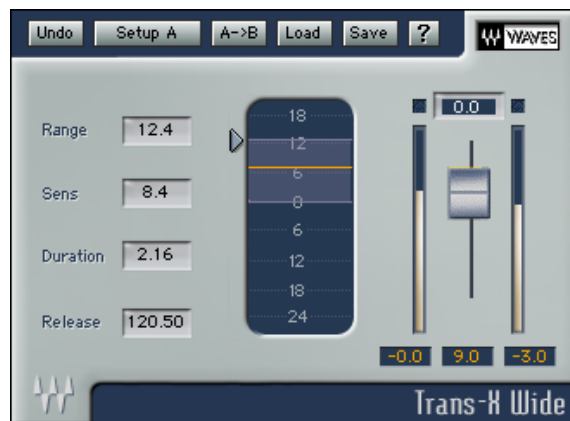 Undo Setup A A->B Load Save ? WAVES
0.0
Range 12.4
Sens 8.4
Duration 2.16
Release 120.50
18
12
6
0
6
12
18
24
-0.0 9.0 -3.0
Trans-X Wide